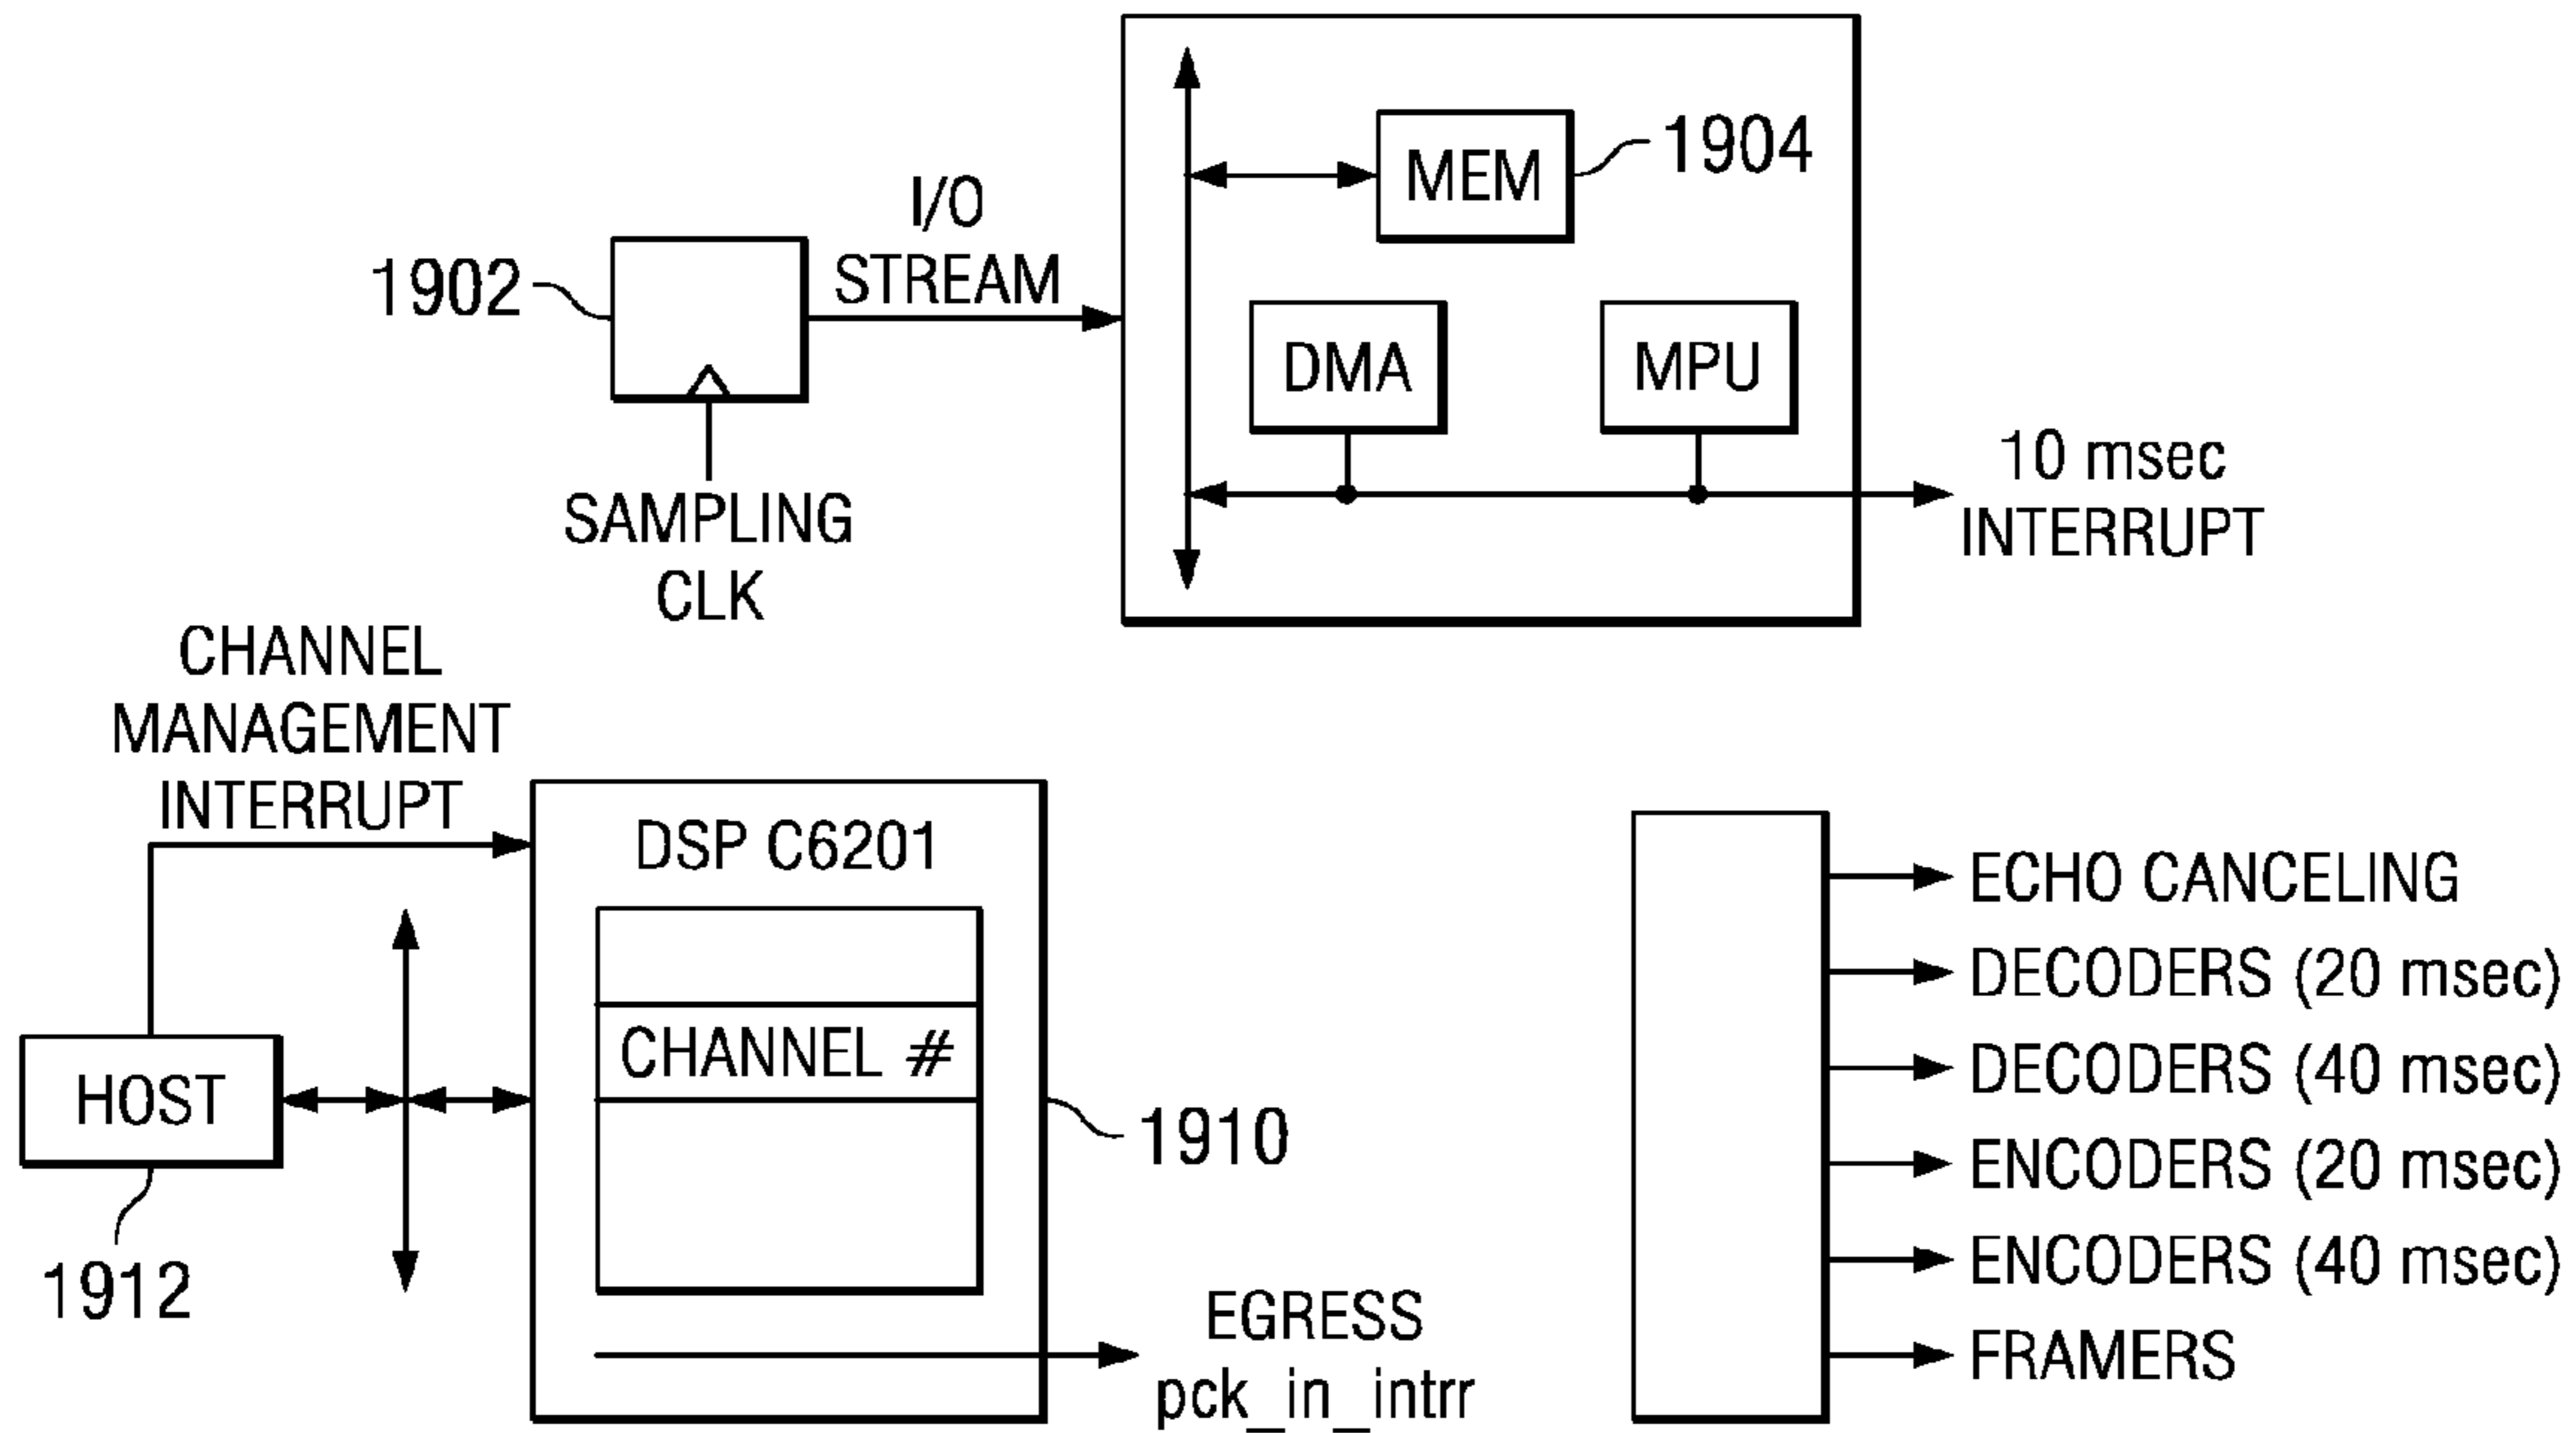 1902
I/O
STREAM
SAMPLING
CLK
MEM
1904
DMA
MPU
10 msec
INTERRUPT
CHANNEL
MANAGEMENT
INTERRUPT
HOST
1912
DSP C6201
CHANNEL #
1910
EGRESS
pck_in_intrr
ECHO CANCELING
DECODERS (20 msec)
DECODERS (40 msec)
ENCODERS (20 msec)
ENCODERS (40 msec)
FRAMERS